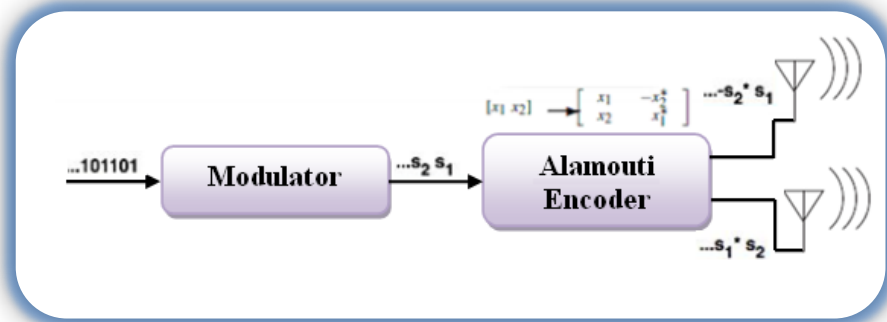 [x₁ x₂] → [ x₁ -x₂* ]
[ x₂ x₁* ]
...-s₂* s₁
...101101
Modulator
...s₂ s₁
Alamouti
Encoder
...s₁* s₂